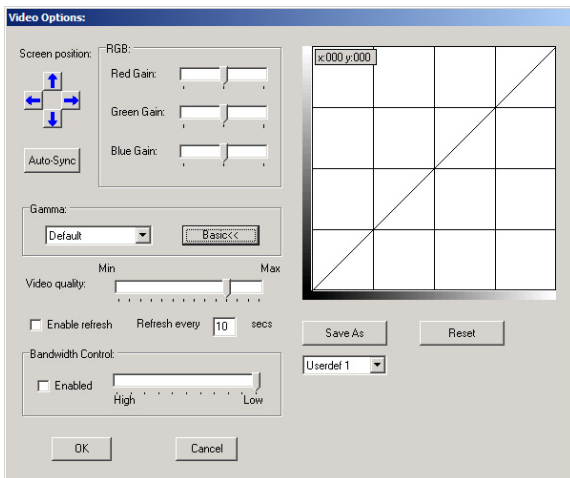 Video Options:
Screen position:
Auto-Sync
RGB:
Red Gain:
Green Gain:
Blue Gain:
x:000 y:000
Gamma:
Default
Basic<<
Min Max
Video quality:
Enable refresh Refresh every 10 secs
Bandwidth Control:
Enabled
High Low
Save As Reset
Userdef 1
OK Cancel